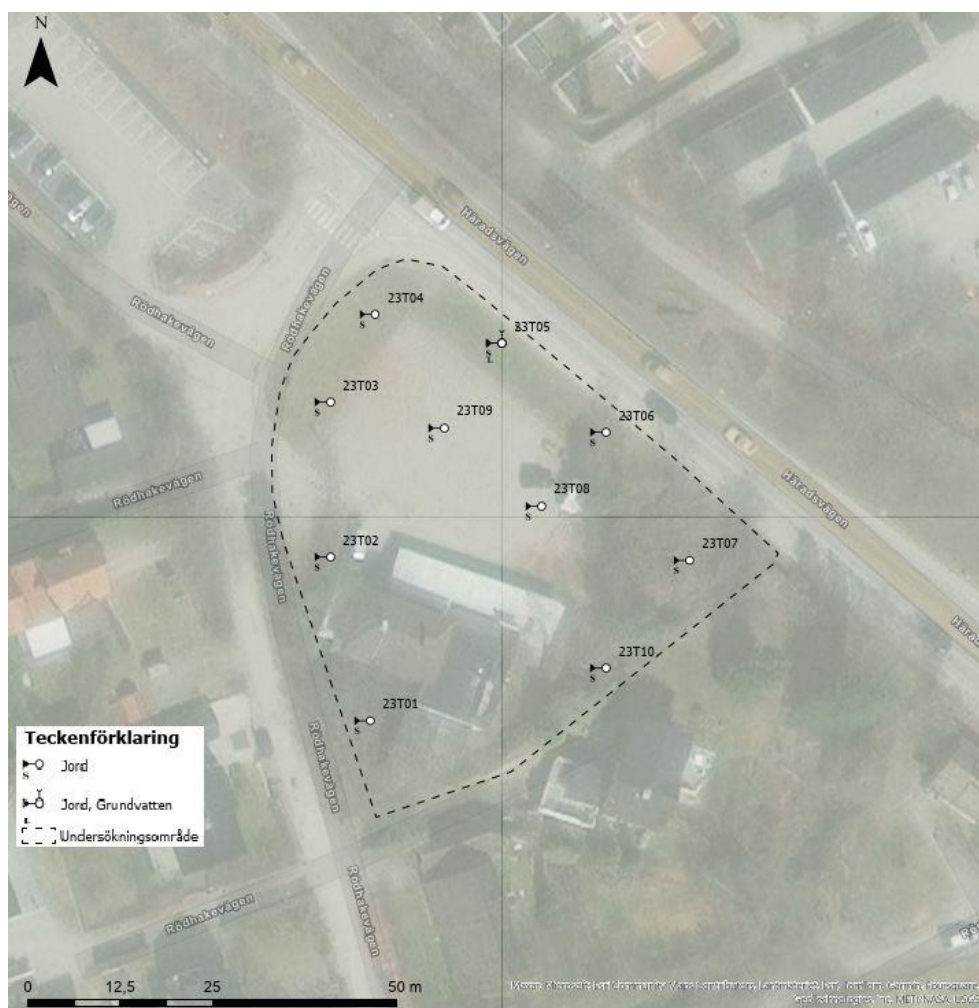 N
Häradsvägen
Rödhakevägen
Rödhakevägen
23T04
S
23T05
S
L
23T03
S
23T09
S
23T06
S
23T08
S
Häradsvägen
Rödhakevägen
Rödhakevägen
23T02
S
23T07
S
23T10
S
23T01
S
Rödhakevägen
Teckenförklaring
S
Jord
L
Jord, Grundvatten
Undersökningsområde
Rödhakevägen
Rödhakevägen
0 12,5 25 50 m